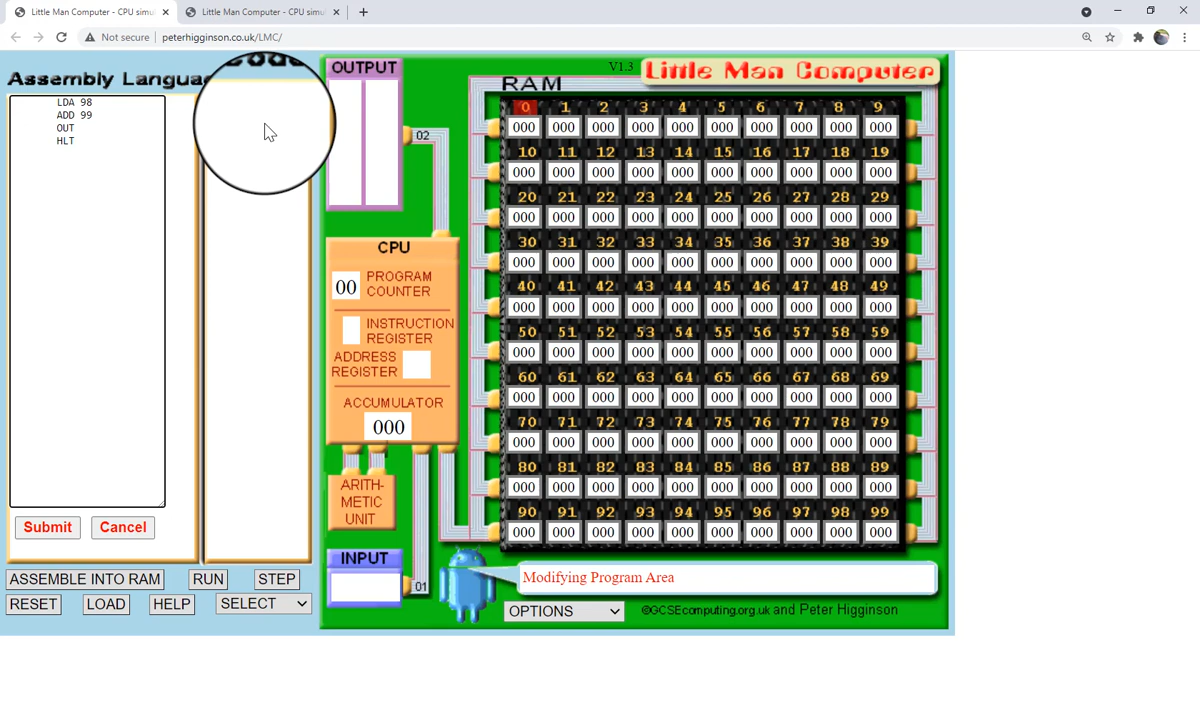 Little Man Computer - CPU simu
Little Man Computer - CPU simu
Not secure | peterhigginson.co.uk/LMC/
Assembly Langua
LDA 98
ADD 99
OUT
HLT
Submit
Cancel
ASSEMBLE INTO RAM
RUN
STEP
RESET
LOAD
HELP
SELECT
OUTPUT
02
CPU
00
PROGRAM
COUNTER
INSTRUCTION
REGISTER
ADDRESS
REGISTER
ACCUMULATOR
000
ARITH-
METIC
UNIT
INPUT
01
V1.3
Little Man Computer
RAM
0 1 2 3 4 5 6 7 8 9
000 000 000 000 000 000 000 000 000 000
10 11 12 13 14 15 16 17 18 19
000 000 000 000 000 000 000 000 000 000
20 21 22 23 24 25 26 27 28 29
000 000 000 000 000 000 000 000 000 000
30 31 32 33 34 35 36 37 38 39
000 000 000 000 000 000 000 000 000 000
40 41 42 43 44 45 46 47 48 49
000 000 000 000 000 000 000 000 000 000
50 51 52 53 54 55 56 57 58 59
000 000 000 000 000 000 000 000 000 000
60 61 62 63 64 65 66 67 68 69
000 000 000 000 000 000 000 000 000 000
70 71 72 73 74 75 76 77 78 79
000 000 000 000 000 000 000 000 000 000
80 81 82 83 84 85 86 87 88 89
000 000 000 000 000 000 000 000 000 000
90 91 92 93 94 95 96 97 98 99
000 000 000 000 000 000 000 000 000 000
Modifying Program Area
OPTIONS
©GCSEcomputing.org.uk and Peter Higginson